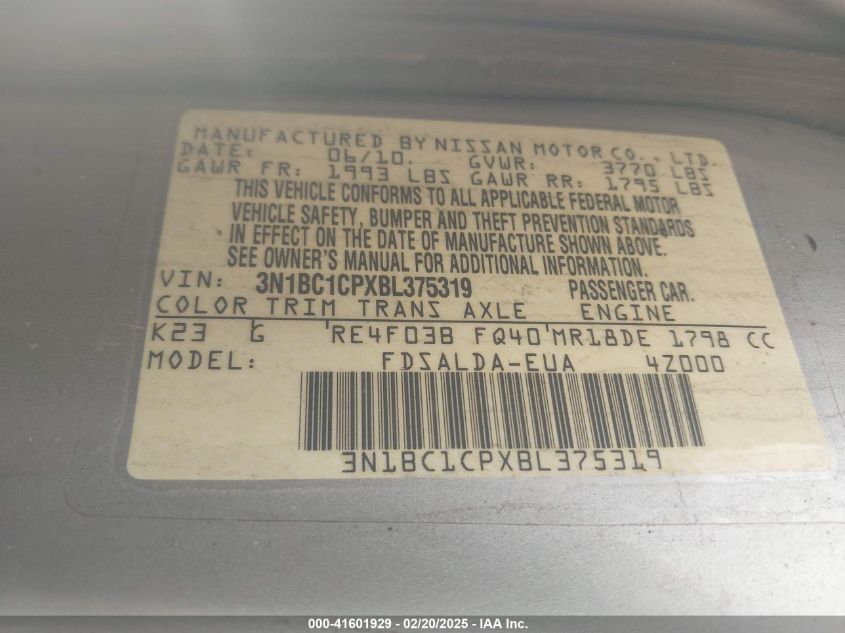 MANUFACTURED BY NISSAN MOTOR CO., LTD.
DATE: 06/10. GVWR: 3770 LBS
GAWR FR: 1993 LBS GAWR RR: 1795 LBS
THIS VEHICLE CONFORMS TO ALL APPLICABLE FEDERAL MOTOR
VEHICLE SAFETY, BUMPER AND THEFT PREVENTION STANDARDS
IN EFFECT ON THE DATE OF MANUFACTURE SHOWN ABOVE.
SEE OWNER'S MANUAL FOR ADDITIONAL INFORMATION.
VIN: 3N1BC1CPXBL375319 PASSENGER CAR.
COLOR TRIM TRANS AXLE ENGINE
K23 G RE4F03B FQ40 MR18DE 1798 CC
MODEL: FDSALDA-EUA 4Z000
3N1BC1CPXBL375319
000-41601929 - 02/20/2025 - IAA Inc.